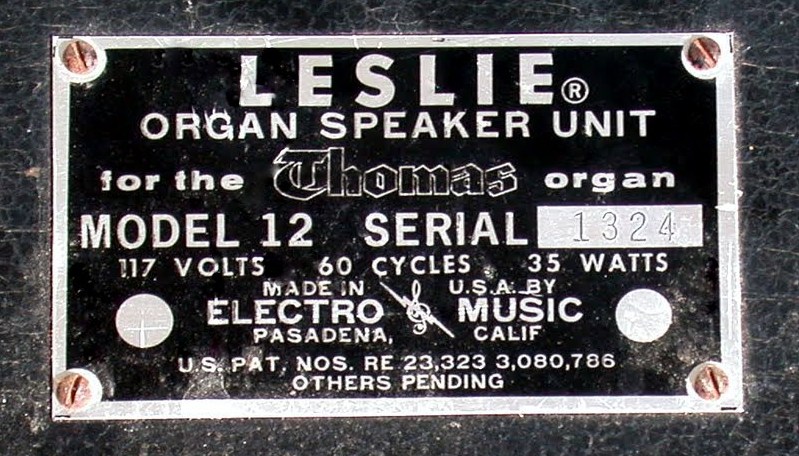 LESLIE®
ORGAN SPEAKER UNIT
for the Thomas organ
MODEL 12 SERIAL 1324
117 VOLTS 60 CYCLES 35 WATTS
MADE IN U.S.A. BY
ELECTRO MUSIC
PASADENA, CALIF
U.S. PAT. NOS. RE 23,323 3,080,786
OTHERS PENDING